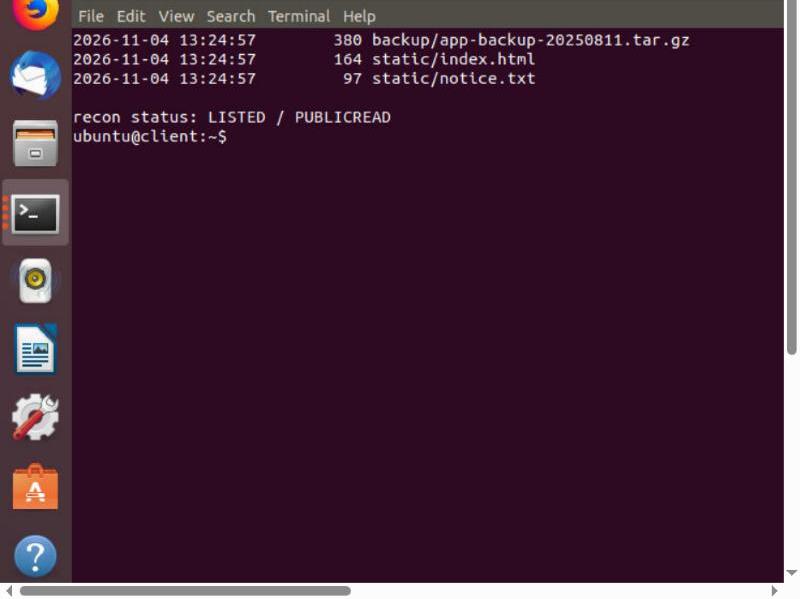 File Edit View Search Terminal Help
2026-11-04 13:24:57 380 backup/app-backup-20250811.tar.gz
2026-11-04 13:24:57 164 static/index.html
2026-11-04 13:24:57 97 static/notice.txt
recon status: LISTED / PUBLICREAD
ubuntu@client:~$